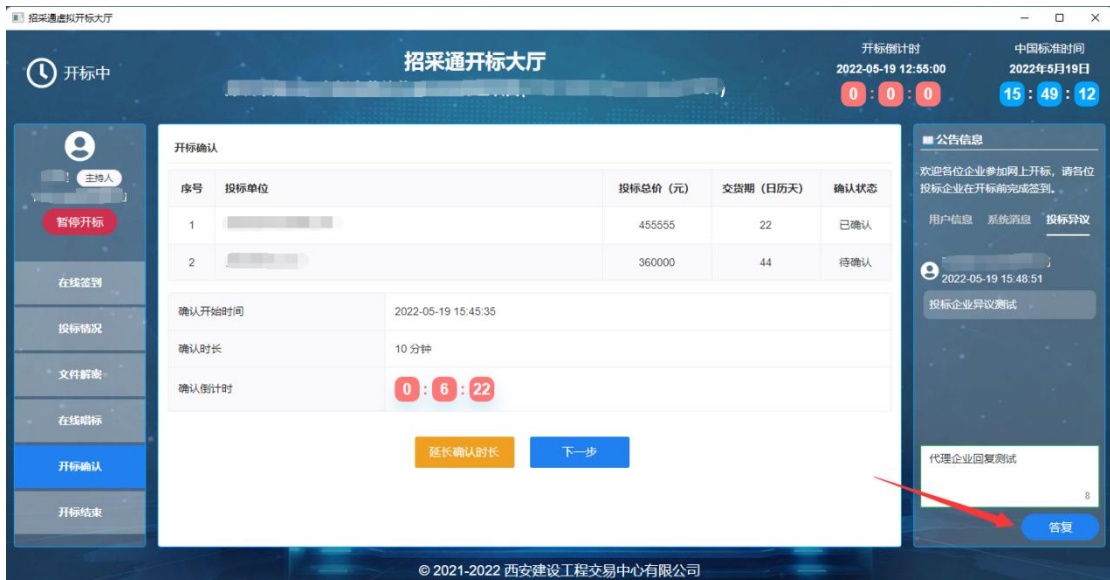 招采通虚拟开标大厅
开标中
招采通开标大厅
开标倒计时
2022-05-19 12:55:00
0 : 0 : 0
中国标准时间
2022年5月19日
15 : 49 : 12
主持人
暂停开标
在线签到
投标情况
文件解密
在线唱标
开标确认
开标结束
开标确认
序号 投标单位 投标总价（元） 交货期（日历天） 确认状态
1 455555 22 已确认
2 360000 44 待确认
确认开始时间 2022-05-19 15:45:35
确认时长 10 分钟
确认倒计时 0 : 6 : 22
延长确认时长 下一步
公告信息
欢迎各位企业参加网上开标，请各位
投标企业在开标前完成签到。
用户信息 系统消息 投标异议
2022-05-19 15:48:51
投标企业异议测试
代理企业回复测试
8
答复
© 2021-2022 西安建设工程交易中心有限公司